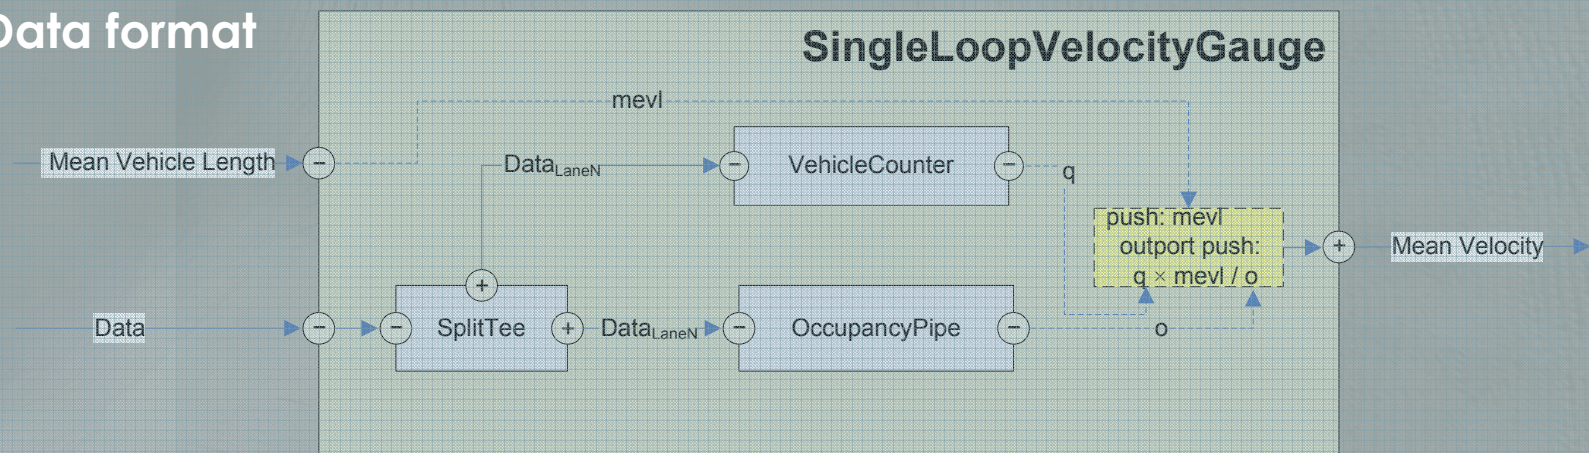 Data format
SingleLoopVelocityGauge
mevl
Mean Vehicle Length
−
DataLaneN
−
VehicleCounter
−
q
push: mevl
outport push:
q × mevl / o
+
Mean Velocity
+
Data
−
−
SplitTee
+
DataLaneN
−
OccupancyPipe
−
o